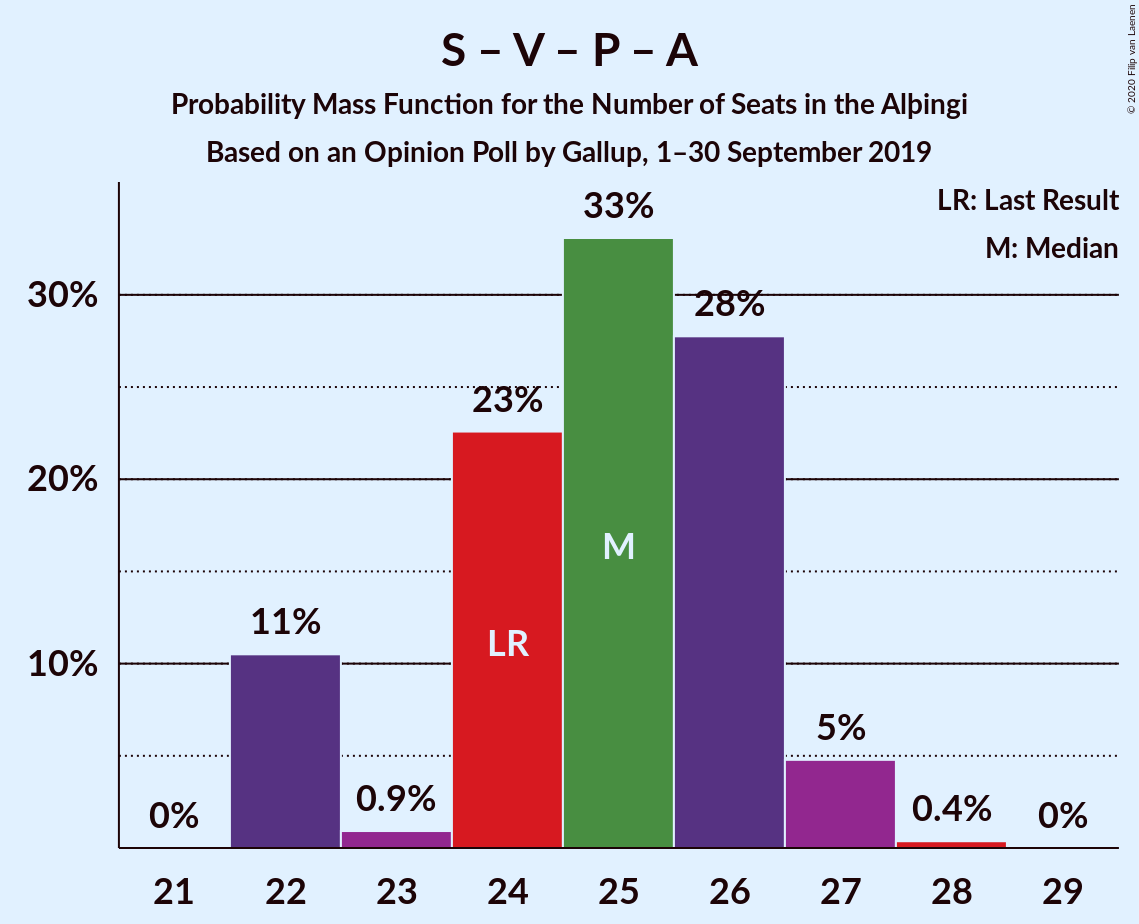 S – V – P – A
Probability Mass Function for the Number of Seats in the Alþingi
Based on an Opinion Poll by Gallup, 1–30 September 2019
© 2020 Filip van Laenen
LR: Last Result
M: Median
33%
30%
28%
23%
20%
M
11%
LR
10%
5%
0%
0.9%
0.4%
0%
21 22 23 24 25 26 27 28 29